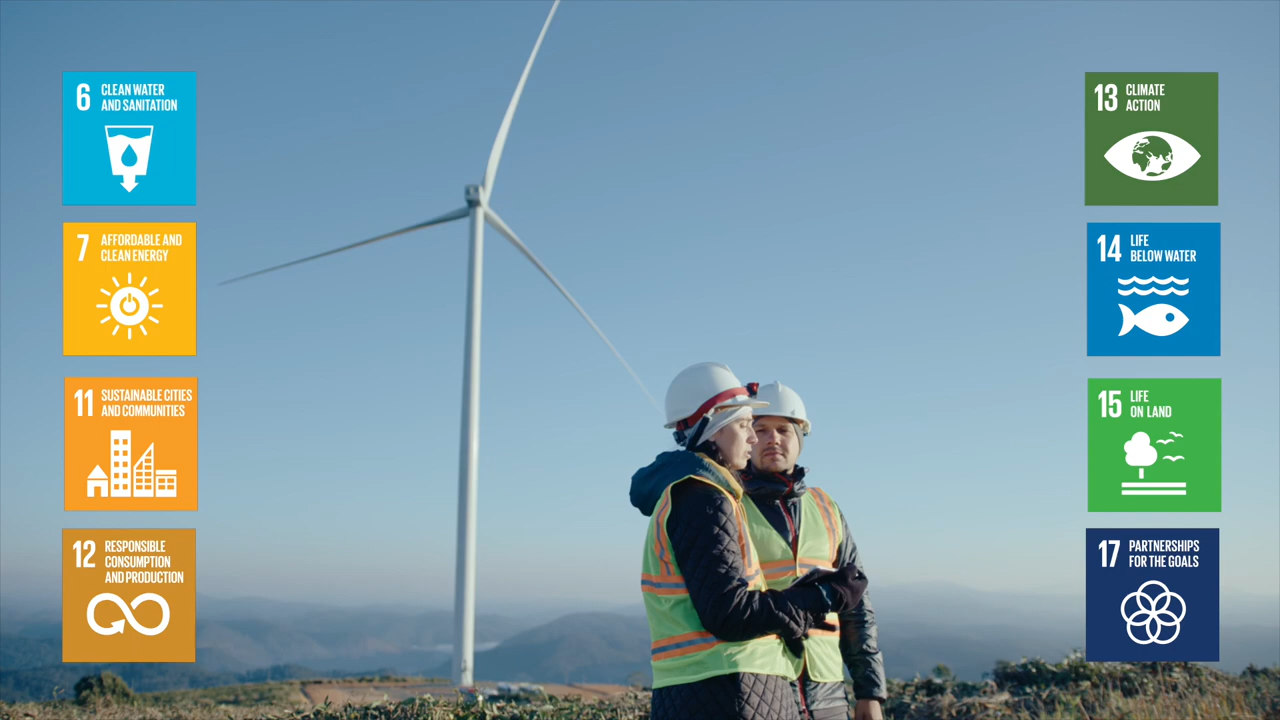 6 CLEAN WATER
AND SANITATION
7 AFFORDABLE AND
CLEAN ENERGY
11 SUSTAINABLE CITIES
AND COMMUNITIES
12 RESPONSIBLE
CONSUMPTION
AND PRODUCTION
13 CLIMATE
ACTION
14 LIFE
BELOW WATER
15 LIFE
ON LAND
17 PARTNERSHIPS
FOR THE GOALS